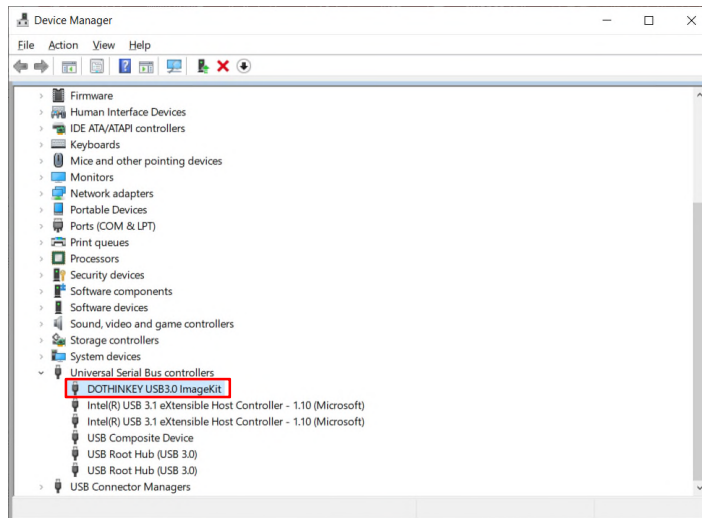 Device Manager
File Action View Help
Firmware
Human Interface Devices
IDE ATA/ATAPI controllers
Keyboards
Mice and other pointing devices
Monitors
Network adapters
Portable Devices
Ports (COM & LPT)
Print queues
Processors
Security devices
Software components
Software devices
Sound, video and game controllers
Storage controllers
System devices
Universal Serial Bus controllers
DOTHINKEY USB3.0 ImageKit
Intel(R) USB 3.1 eXtensible Host Controller - 1.10 (Microsoft)
Intel(R) USB 3.1 eXtensible Host Controller - 1.10 (Microsoft)
USB Composite Device
USB Root Hub (USB 3.0)
USB Root Hub (USB 3.0)
USB Connector Managers